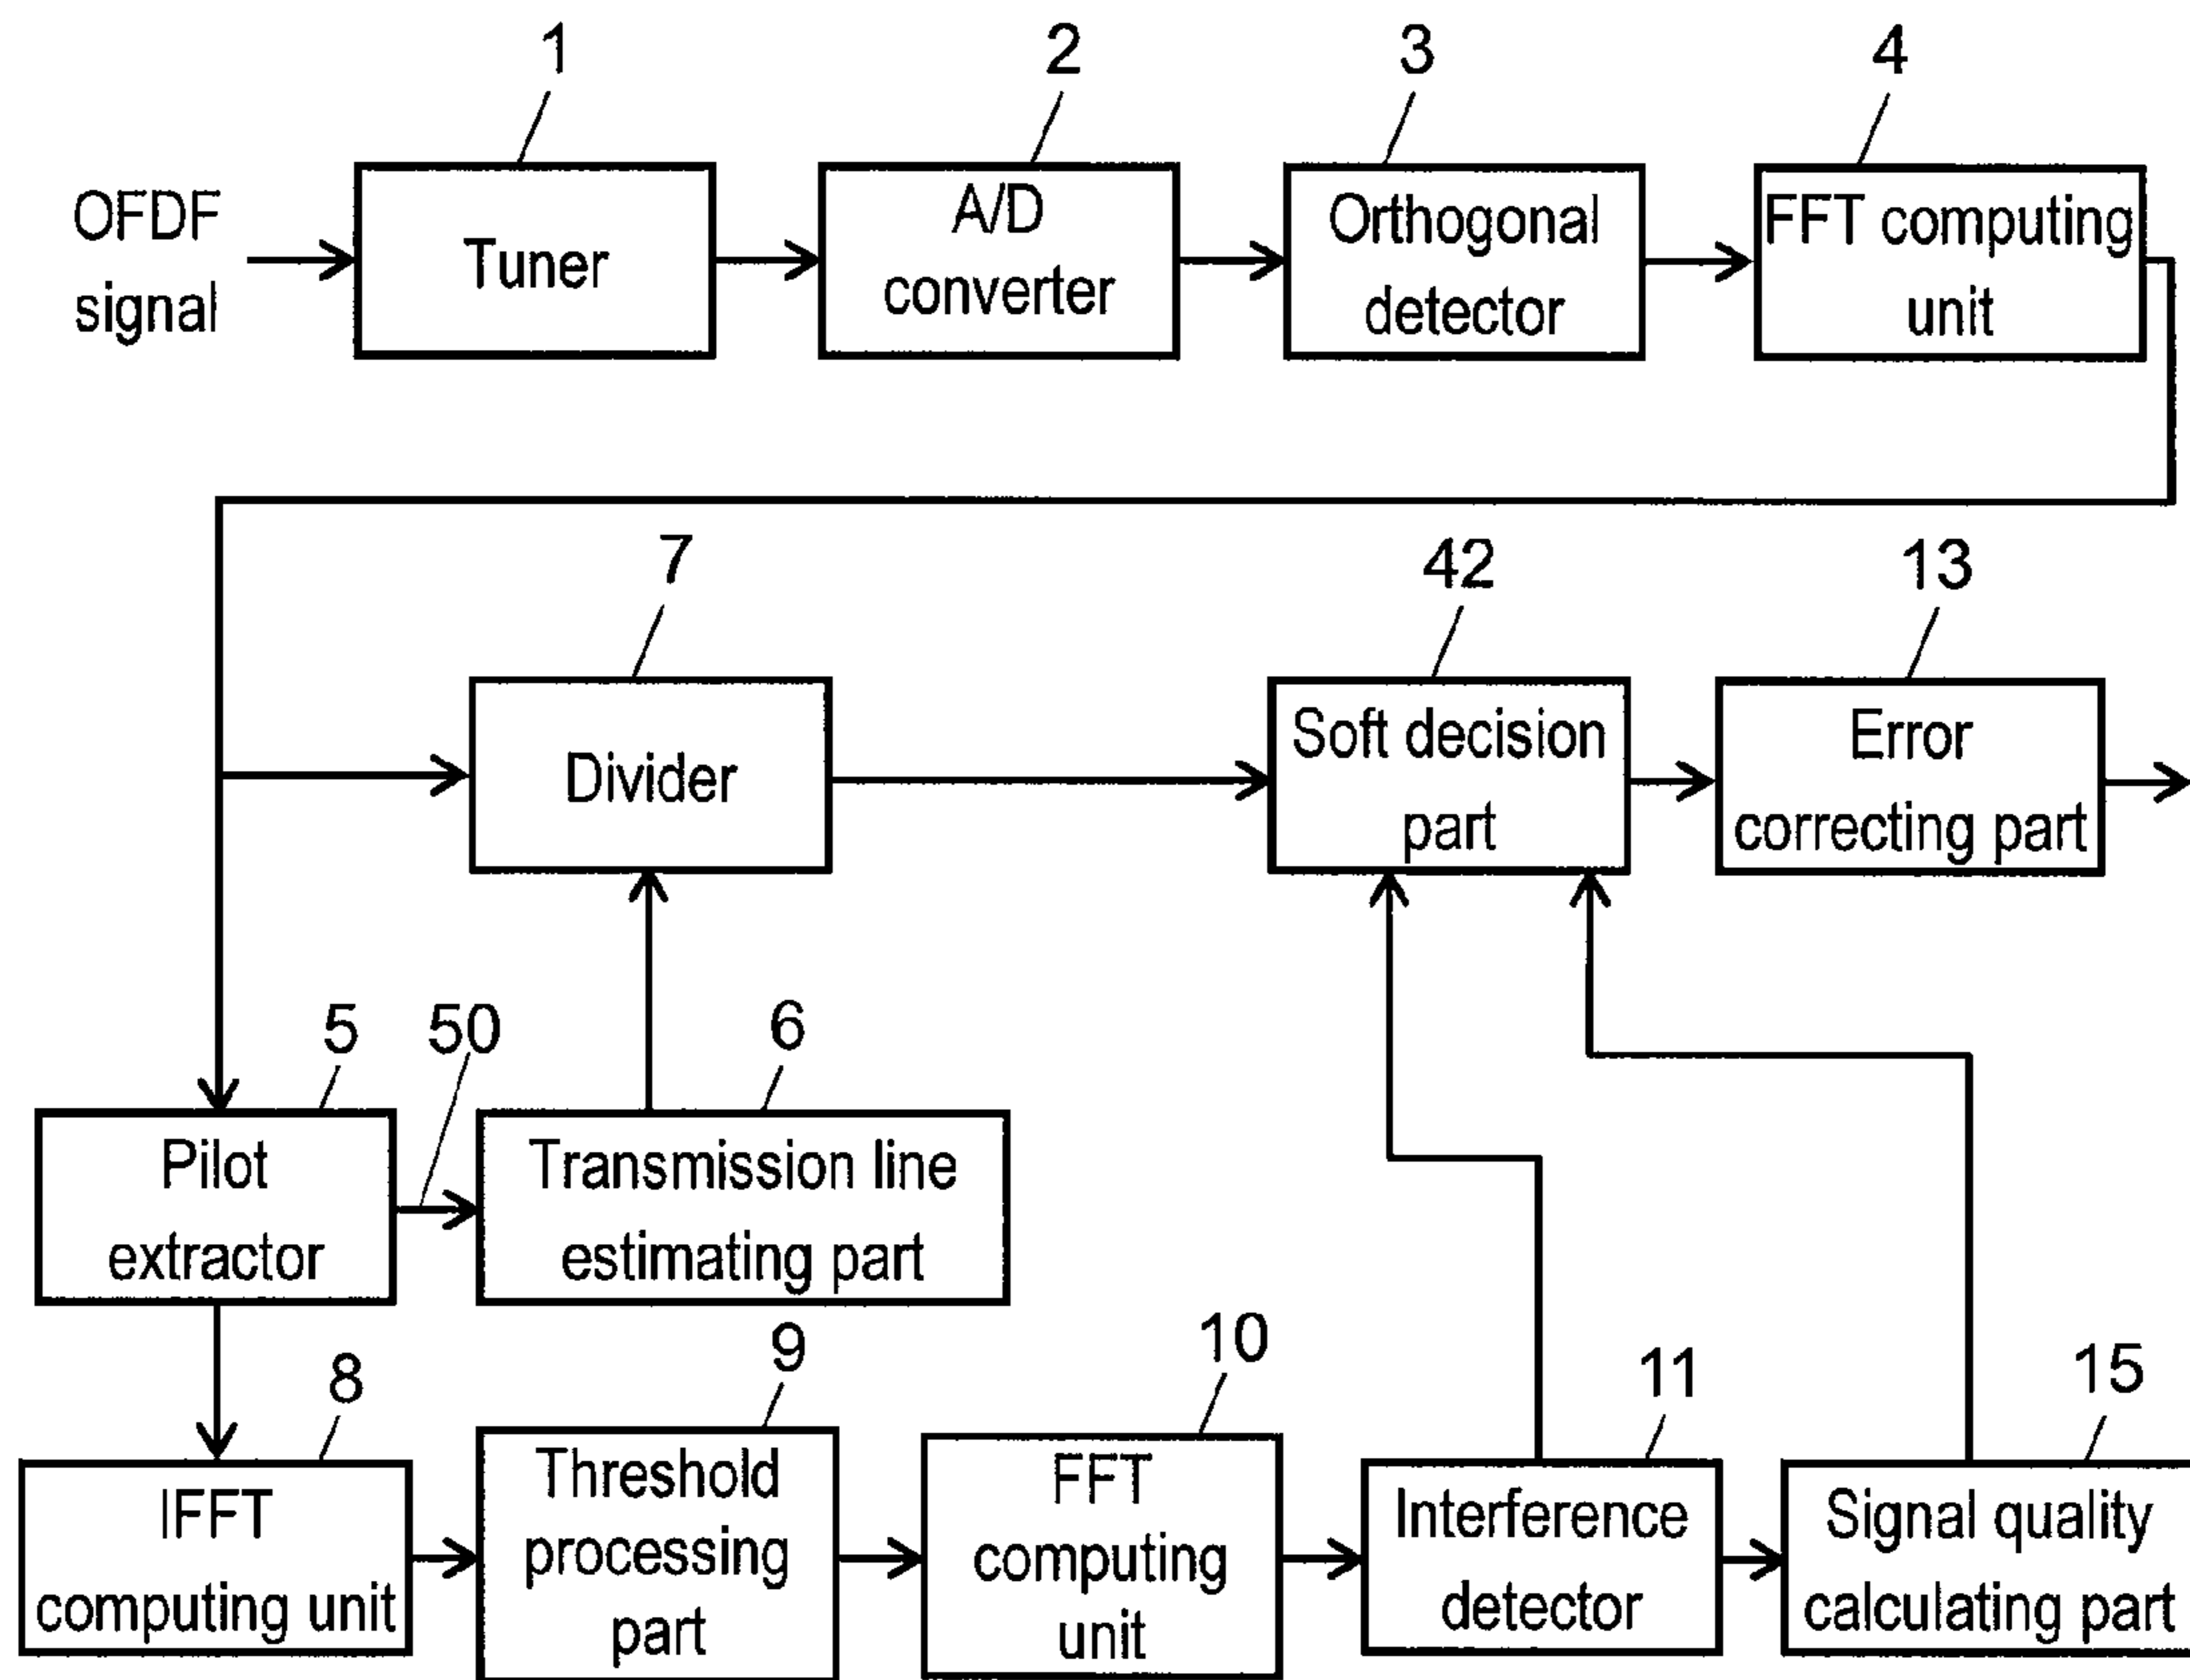 1
2
3
4
OFDF
signal
Tuner
A/D
converter
Orthogonal
detector
FFT computing
unit
7
42
13
Divider
Soft decision
part
Error
correcting part
5
50
6
Pilot
extractor
Transmission line
estimating part
8
9
10
11
15
IFFT
computing unit
Threshold
processing
part
FFT
computing
unit
Interference
detector
Signal quality
calculating part